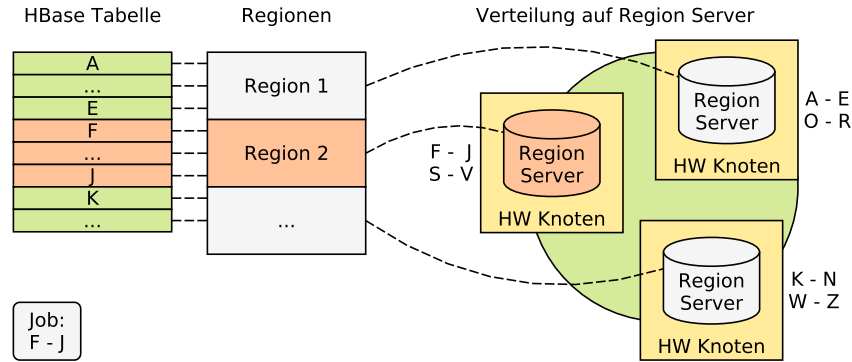 HBase Tabelle
Regionen
Verteilung auf Region Server
A
...
E
F
...
J
K
...
Region 1
Region 2
...
Region
Server
HW Knoten
A - E
O - R
F - J
S - V
Region
Server
HW Knoten
Region
Server
HW Knoten
K - N
W - Z
Job:
F - J